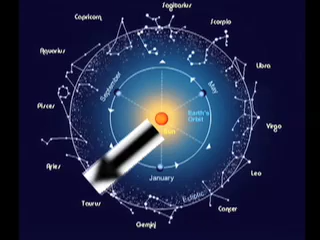 Sagittarius
Capricorn
Scorpio
Aquarius
Libra
September
May
Pisces
Earth's
Orbit
Virgo
Sun
Aries
Leo
January
Ecliptic
Taurus
Cancer
Gemini